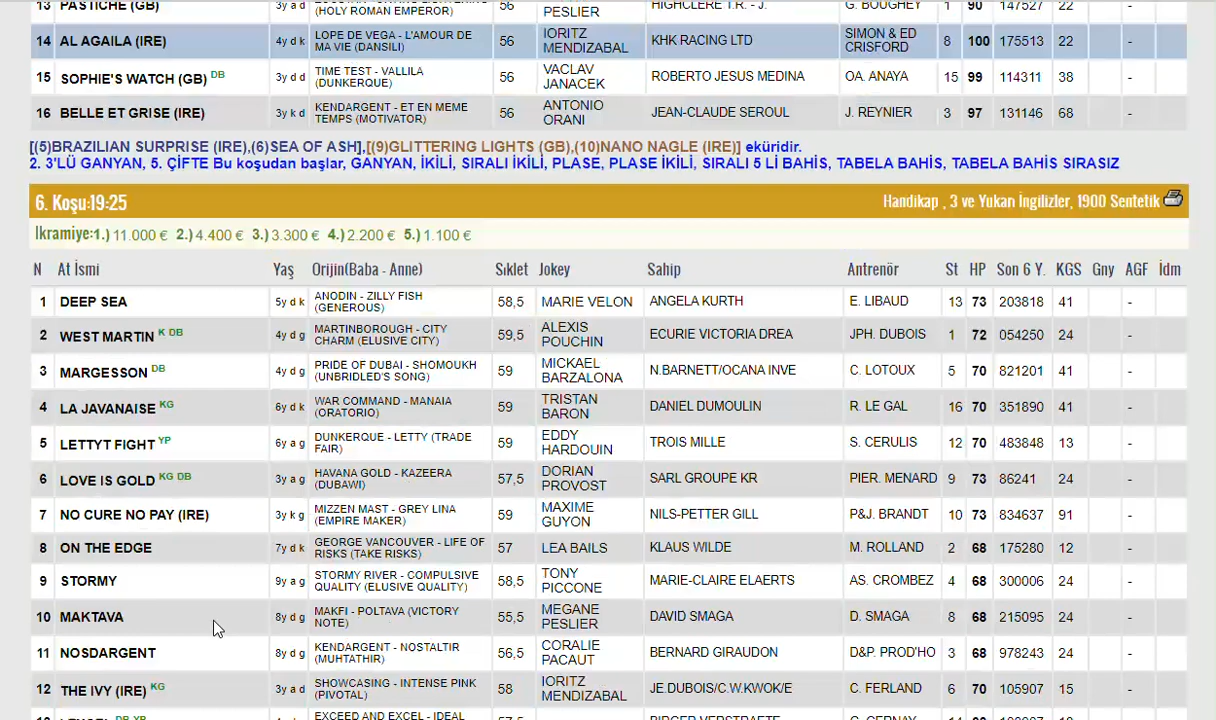 13 PASTICHE (GB) 3y a d (HOLY ROMAN EMPEROR) 56 PESLIER HIGHCLERE T.R. - J. G. BOUGHEY 1 90 147527 22 -
14 AL AGAILA (IRE) 4y d k LOPE DE VEGA - L'AMOUR DE MA VIE (DANSILI) 56 IORITZ MENDIZABAL KHK RACING LTD SIMON & ED CRISFORD 8 100 175513 22 -
15 SOPHIE'S WATCH (GB) DB 3y d d TIME TEST - VALLILA (DUNKERQUE) 56 VACLAV JANACEK ROBERTO JESUS MEDINA OA. ANAYA 15 99 114311 38 -
16 BELLE ET GRISE (IRE) 3y k d KENDARGENT - ET EN MEME TEMPS (MOTIVATOR) 56 ANTONIO ORANI JEAN-CLAUDE SEROUL J. REYNIER 3 97 131146 68 -
[(5)BRAZILIAN SURPRISE (IRE),(6)SEA OF ASH],[(9)GLITTERING LIGHTS (GB),(10)NANO NAGLE (IRE)] eküridir.
2. 3'LÜ GANYAN, 5. ÇİFTE Bu koşudan başlar, GANYAN, İKİLİ, SIRALI İKİLİ, PLASE, PLASE İKİLİ, SIRALI 5 Lİ BAHİS, TABELA BAHİS, TABELA BAHİS SIRASIZ
6. Koşu:19:25 Handikap , 3 ve Yukarı İngilizler, 1900 Sentetik
İkramiye:1.) 11.000 € 2.) 4.400 € 3.) 3.300 € 4.) 2.200 € 5.) 1.100 €
N At İsmi Yaş Orijin(Baba - Anne) Sıklet Jokey Sahip Antrenör St HP Son 6 Y. KGS Gny AGF İdm
1 DEEP SEA 5y d k ANODIN - ZILLY FISH (GENEROUS) 58,5 MARIE VELON ANGELA KURTH E. LIBAUD 13 73 203818 41 -
2 WEST MARTIN K DB 4y d g MARTINBOROUGH - CITY CHARM (ELUSIVE CITY) 59,5 ALEXIS POUCHIN ECURIE VICTORIA DREA JPH. DUBOIS 1 72 054250 24 -
3 MARGESSON DB 4y d g PRIDE OF DUBAI - SHOMOUKH (UNBRIDLED'S SONG) 59 MICKAEL BARZALONA N.BARNETT/OCANA INVE C. LOTOUX 5 70 821201 41 -
4 LA JAVANAISE KG 6y d k WAR COMMAND - MANAIA (ORATORIO) 59 TRISTAN BARON DANIEL DUMOULIN R. LE GAL 16 70 351890 41 -
5 LETTYT FIGHT YP 6y a g DUNKERQUE - LETTY (TRADE FAIR) 59 EDDY HARDOUIN TROIS MILLE S. CERULIS 12 70 483848 13 -
6 LOVE IS GOLD KG DB 3y a g HAVANA GOLD - KAZEERA (DUBAWI) 57,5 DORIAN PROVOST SARL GROUPE KR PIER. MENARD 9 73 86241 24 -
7 NO CURE NO PAY (IRE) 3y k g MIZZEN MAST - GREY LINA (EMPIRE MAKER) 59 MAXIME GUYON NILS-PETTER GILL P&J. BRANDT 10 73 834637 91 -
8 ON THE EDGE 7y d k GEORGE VANCOUVER - LIFE OF RISKS (TAKE RISKS) 57 LEA BAILS KLAUS WILDE M. ROLLAND 2 68 175280 12 -
9 STORMY 9y a g STORMY RIVER - COMPULSIVE QUALITY (ELUSIVE QUALITY) 58,5 TONY PICCONE MARIE-CLAIRE ELAERTS AS. CROMBEZ 4 68 300006 24 -
10 MAKTAVA 8y d g MAKFI - POLTAVA (VICTORY NOTE) 55,5 MEGANE PESLIER DAVID SMAGA D. SMAGA 8 68 215095 24 -
11 NOSDARGENT 8y d g KENDARGENT - NOSTALTIR (MUHTATHIR) 56,5 CORALIE PACAUT BERNARD GIRAUDON D&P. PROD'HO 3 68 978243 24 -
12 THE IVY (IRE) KG 3y a d SHOWCASING - INTENSE PINK (PIVOTAL) 58 IORITZ MENDIZABAL JE.DUBOIS/C.W.KWOK/E C. FERLAND 6 70 105907 15 -
EXCEED AND EXCEL - IDEAL